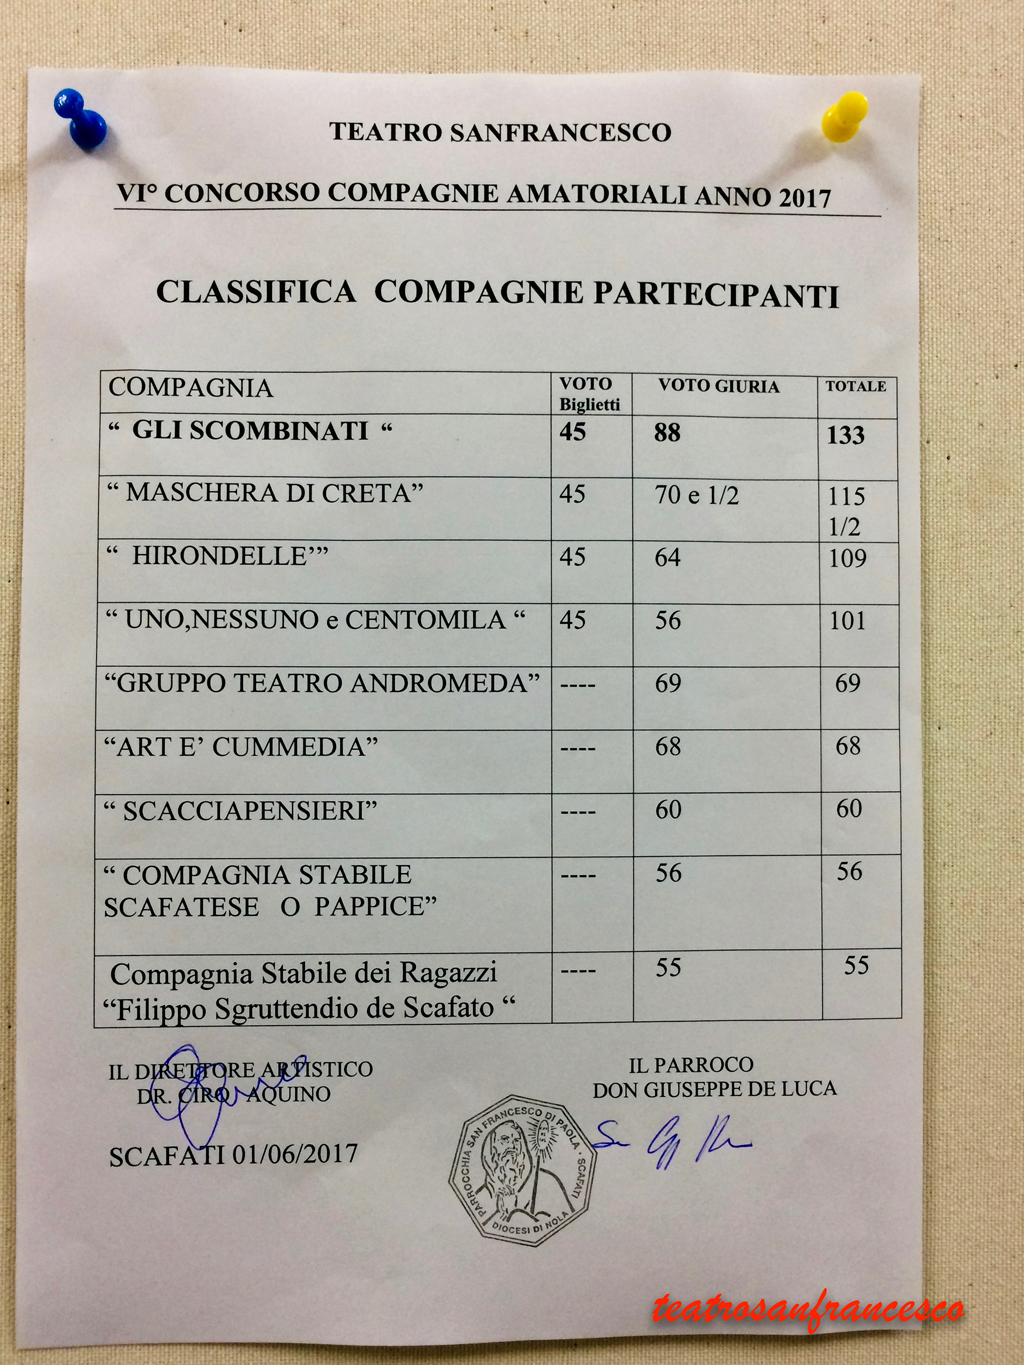 TEATRO SANFRANCESCO
VI° CONCORSO COMPAGNIE AMATORIALI ANNO 2017
CLASSIFICA COMPAGNIE PARTECIPANTI
COMPAGNIA VOTO Biglietti VOTO GIURIA TOTALE
“ GLI SCOMBINATI “ 45 88 133
“ MASCHERA DI CRETA” 45 70 e 1/2 115 1/2
“ HIRONDELLE’” 45 64 109
“ UNO,NESSUNO e CENTOMILA “ 45 56 101
“GRUPPO TEATRO ANDROMEDA” ---- 69 69
“ART E’ CUMMEDIA” ---- 68 68
“ SCACCIAPENSIERI” ---- 60 60
“ COMPAGNIA STABILE ---- 56 56
SCAFATESE O PAPPICE”
Compagnia Stabile dei Ragazzi ---- 55 55
“Filippo Sgruttendio de Scafato “
IL DIRETTORE ARTISTICO
DR. CIRO AQUINO
IL PARROCO
DON GIUSEPPE DE LUCA
SCAFATI 01/06/2017
PARROCCHIA SAN FRANCESCO DI PAOLA · SCAFATI
DIOCESI DI NOLA
teatrosanfrancesco